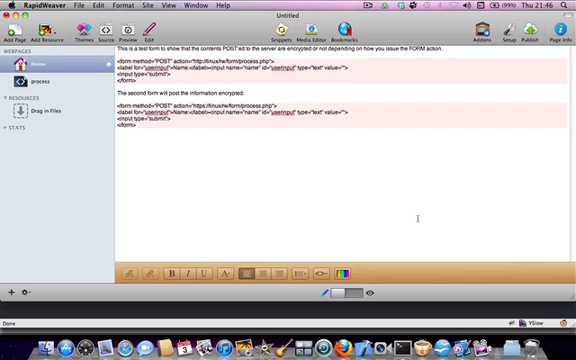 RapidWeaver File Edit Format Site View Window Help (99%) Thu 21:46
Untitled
Add Page Add Resource Themes Source Preview Edit Snippets Media Editor Bookmarks Addons Setup Publish Page Info
WEBPAGES
Home
process
RESOURCES
Drag in Files
STATS
This is a test form to show that the contents POST'ed to the server are encrypted or not depending on how you issue the FORM action.
<form method="POST" action="http://linux/rw/form/process.php">
<label for="userinput">Name:</label><input name="name" id="userinput" type="text" value="">
<input type="submit">
</form>
The second form will post the information encrypted:
<form method="POST" action="https://linux/rw/form/process.php">
<label for="userinput">Name:</label><input name="name" id="userinput" type="text" value="">
<input type="submit">
</form>
B I U A
Done YSlow